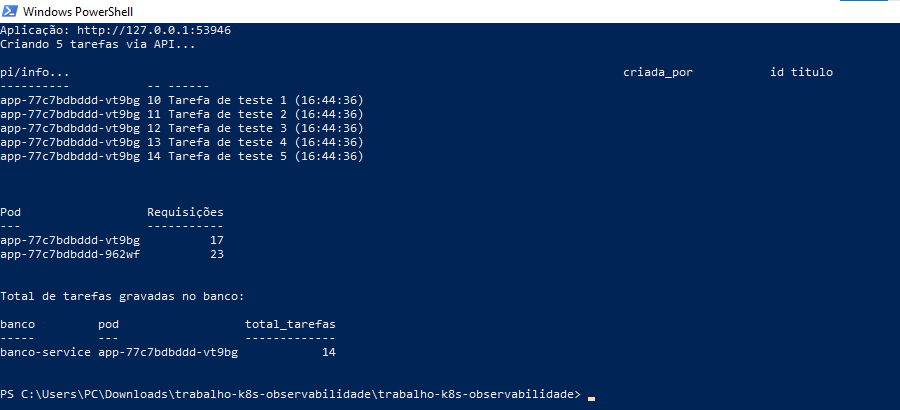 Windows PowerShell
Aplicação: http://127.0.0.1:53946
Criando 5 tarefas via API...
pi/info... criada_por id titulo
---------- -- ------
app-77c7bdbddd-vt9bg 10 Tarefa de teste 1 (16:44:36)
app-77c7bdbddd-vt9bg 11 Tarefa de teste 2 (16:44:36)
app-77c7bdbddd-vt9bg 12 Tarefa de teste 3 (16:44:36)
app-77c7bdbddd-vt9bg 13 Tarefa de teste 4 (16:44:36)
app-77c7bdbddd-vt9bg 14 Tarefa de teste 5 (16:44:36)
Pod Requisições
--- -----------
app-77c7bdbddd-vt9bg 17
app-77c7bdbddd-962wf 23
Total de tarefas gravadas no banco:
banco pod total_tarefas
----- --- -------------
banco-service app-77c7bdbddd-vt9bg 14
PS C:\Users\PC\Downloads\trabalho-k8s-observabilidade\trabalho-k8s-observabilidade>